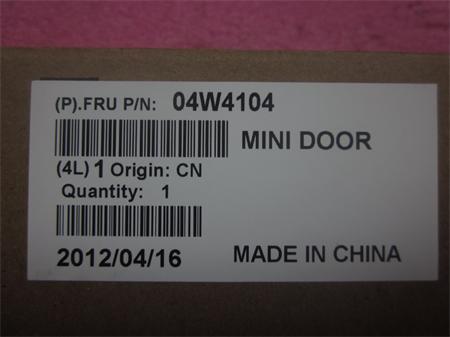 (P).FRU P/N: 04W4104
MINI DOOR
(4L) 1 Origin: CN
Quantity: 1
2012/04/16 MADE IN CHINA